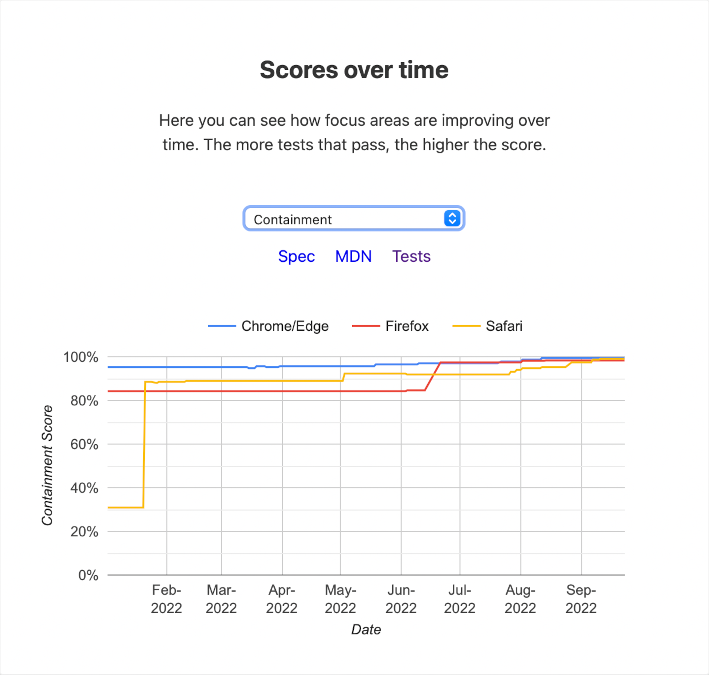 Scores over time
Here you can see how focus areas are improving over
time. The more tests that pass, the higher the score.
Containment
Spec MDN Tests
Chrome/Edge Firefox Safari
100%
80%
60%
40%
20%
0%
Containment Score
Feb- Mar- Apr- May- Jun- Jul- Aug- Sep-
2022 2022 2022 2022 2022 2022 2022 2022
Date